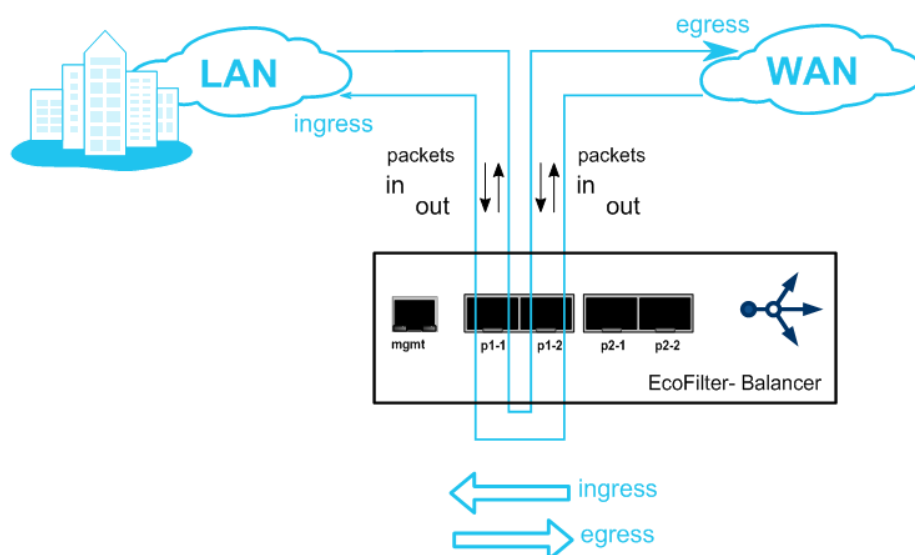 egress
LAN
WAN
ingress
packets
in
out
packets
in
out
mgmt
p1-1
p1-2
p2-1
p2-2
EcoFilter- Balancer
ingress
egress